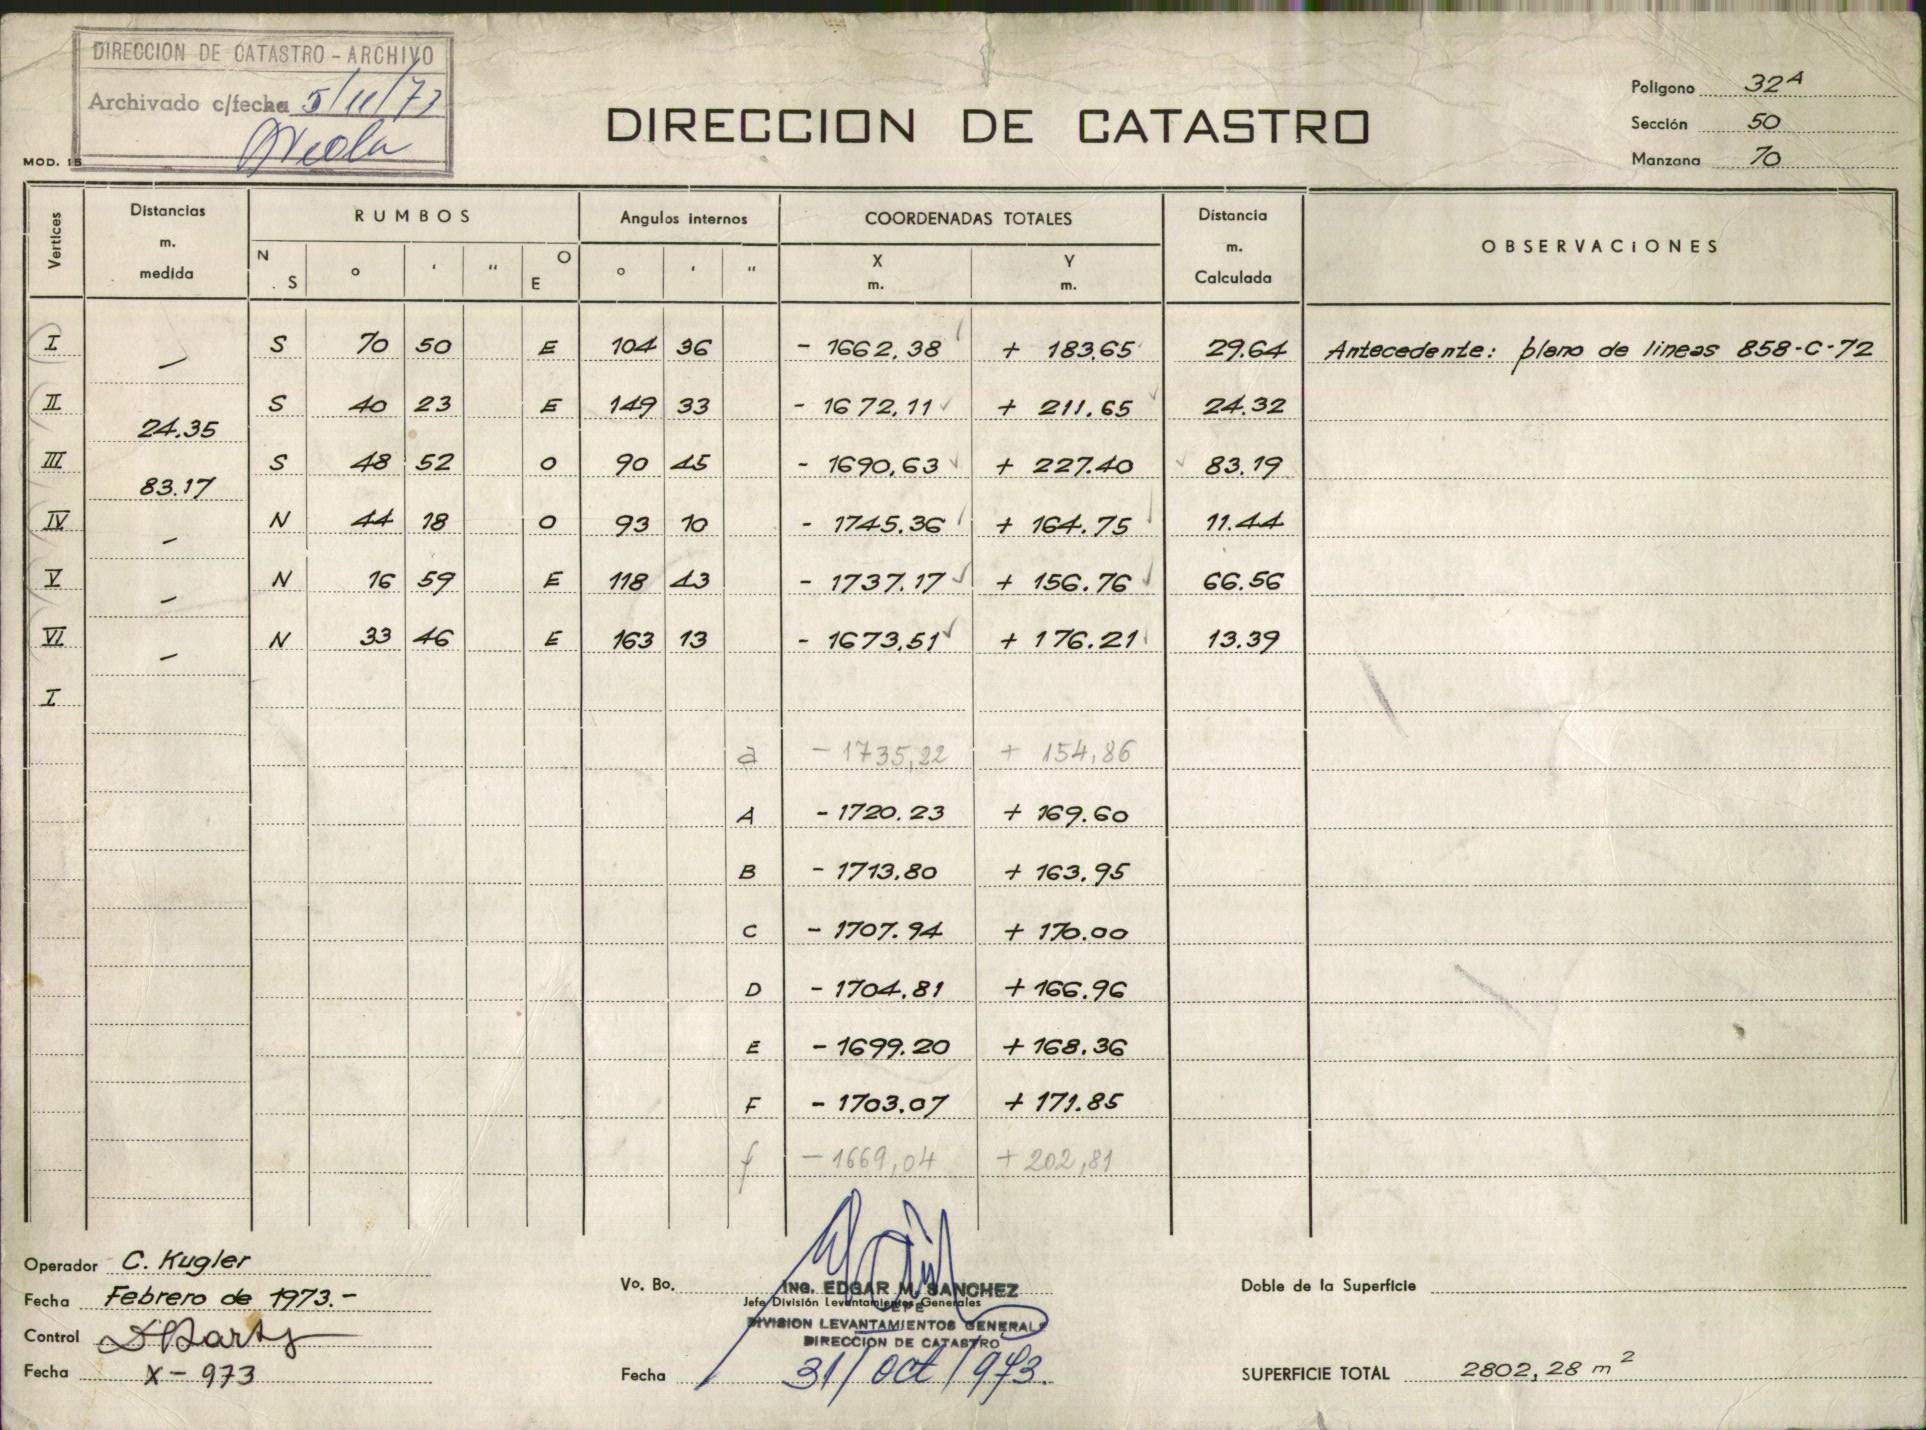 DIRECCION DE CATASTRO - ARCHIVO
Archivado c/fecha 5/11/73
MOD. 15
DIRECCION DE CATASTRO
Poligono 32A
Sección 50
Manzana 70
Vertices Distancias m. medida RUMBOS Angulos internos COORDENADAS TOTALES Distancia m. Calculada OBSERVACIONES
N S ° ' " O E ° ' " X m. Y m.
I — S 70 50 E 104 36 - 1662,38 + 183,65 29.64 Antecedente: plano de lineas 858-C-72
II S 40 23 E 149 33 - 1672,11 + 211.65 24.32
24.35
III S 48 52 O 90 45 - 1690,63 + 227.40 83.19
83.17
IV — N 44 18 O 93 10 - 1745.36 + 164.75 11.44
V — N 16 59 E 118 43 - 1737.17 + 156.76 66.56
VI — N 33 46 E 163 13 - 1673,51 + 176.21 13.39
I
a - 1735,22 + 154,86
A - 1720.23 + 169.60
B - 1713.80 + 163.95
C - 1707.94 + 170.00
D - 1704.81 + 166.96
E - 1699.20 + 168.36
F - 1703.07 + 171.85
f - 1669,04 + 202,81
Operador C. Kugler
Fecha Febrero de 1973.-
Control
Fecha X - 973
Vo. Bo.
ING. EDGAR M. SANCHEZ
Jefe División Levantamientos Generales
JEFE
DIVISION LEVANTAMIENTOS GENERALES
DIRECCION DE CATASTRO
Fecha 31/oct/973.
Doble de la Superficie
SUPERFICIE TOTAL 2802,28 m²